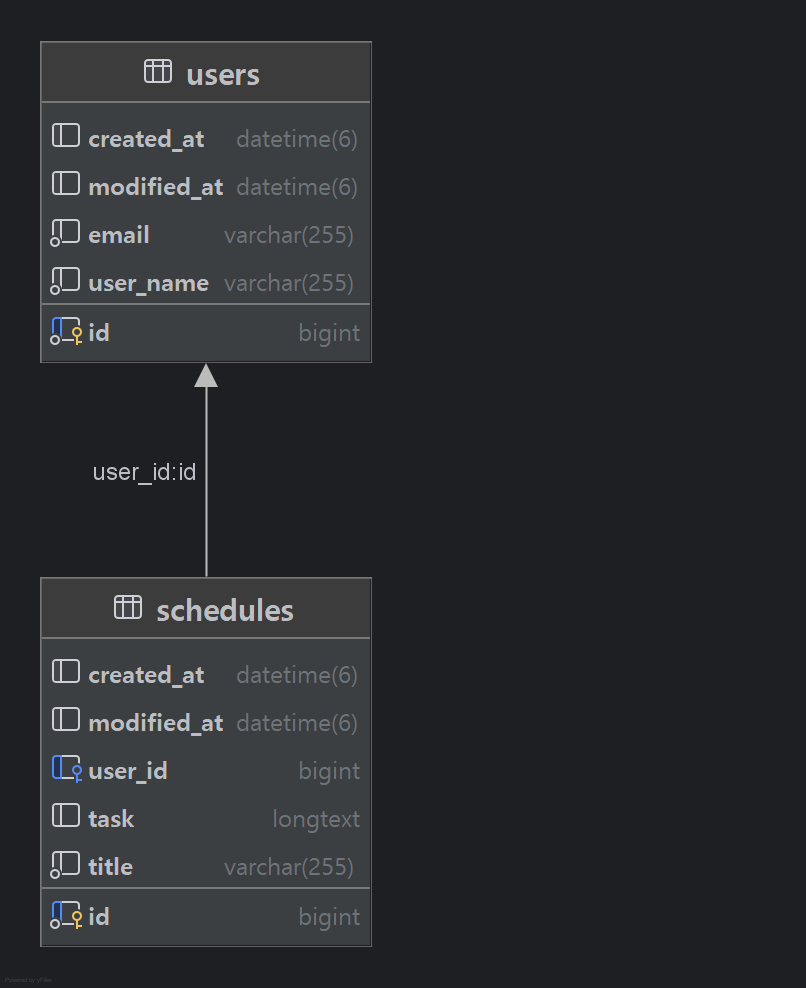 users
created_at datetime(6)
modified_at datetime(6)
email varchar(255)
user_name varchar(255)
id bigint
user_id:id
schedules
created_at datetime(6)
modified_at datetime(6)
user_id bigint
task longtext
title varchar(255)
id bigint
Powered by yFiles